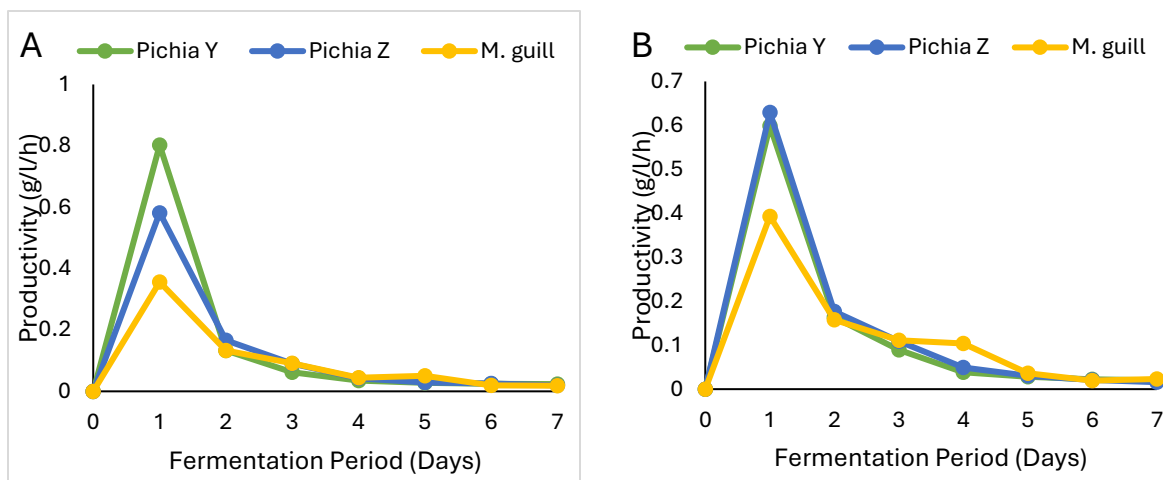 A
Pichia Y Pichia Z M. guill
1
0.8
0.6
0.4
0.2
0
Productivity (g/l/h)
0 1 2 3 4 5 6 7
Fermentation Period (Days)
B
Pichia Y Pichia Z M. guill
0.7
0.6
0.5
0.4
0.3
0.2
0.1
0
Productivity (g/l/h)
0 1 2 3 4 5 6 7
Fermentation Period (Days)